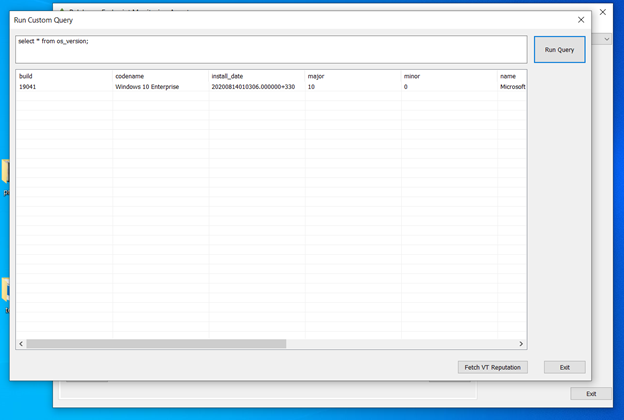 Run Custom Query
select * from os_version;
Run Query
build codename install_date major minor name
19041 Windows 10 Enterprise 20200814010306.000000+330 10 0 Microsoft
Fetch VT Reputation Exit
Exit